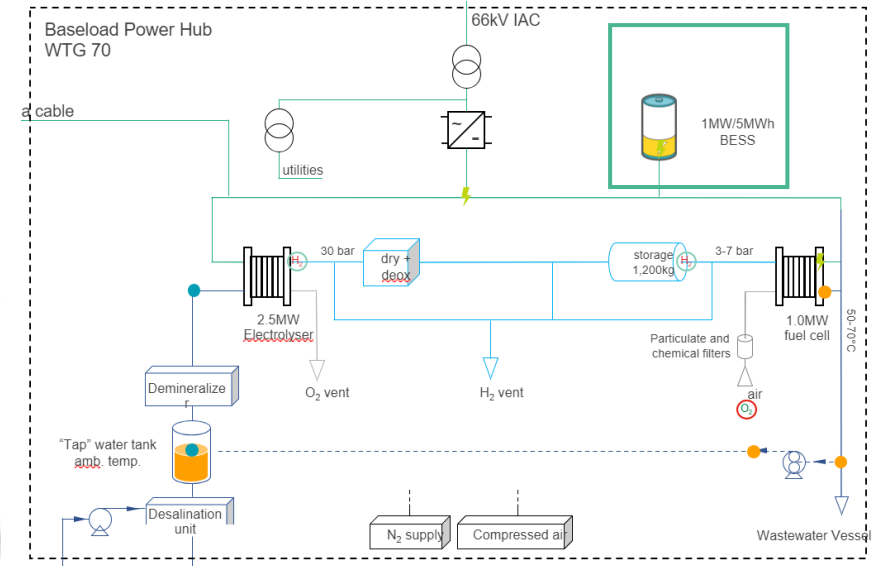 Baseload Power Hub
WTG 70
66kV IAC
a cable
utilities
1MW/5MWh
BESS
~
-
H₂
30 bar
dry +
deox
storage
1,200kg
H₂
3-7 bar
2.5MW
Electrolyser
1.0MW
fuel cell
50-70°C
Particulate and
chemical filters
O₂ vent
H₂ vent
air
O₂
Demineralize
r
“Tap” water tank
amb. temp.
Desalination
unit
N₂ supply
Compressed air
Wastewater Vessel